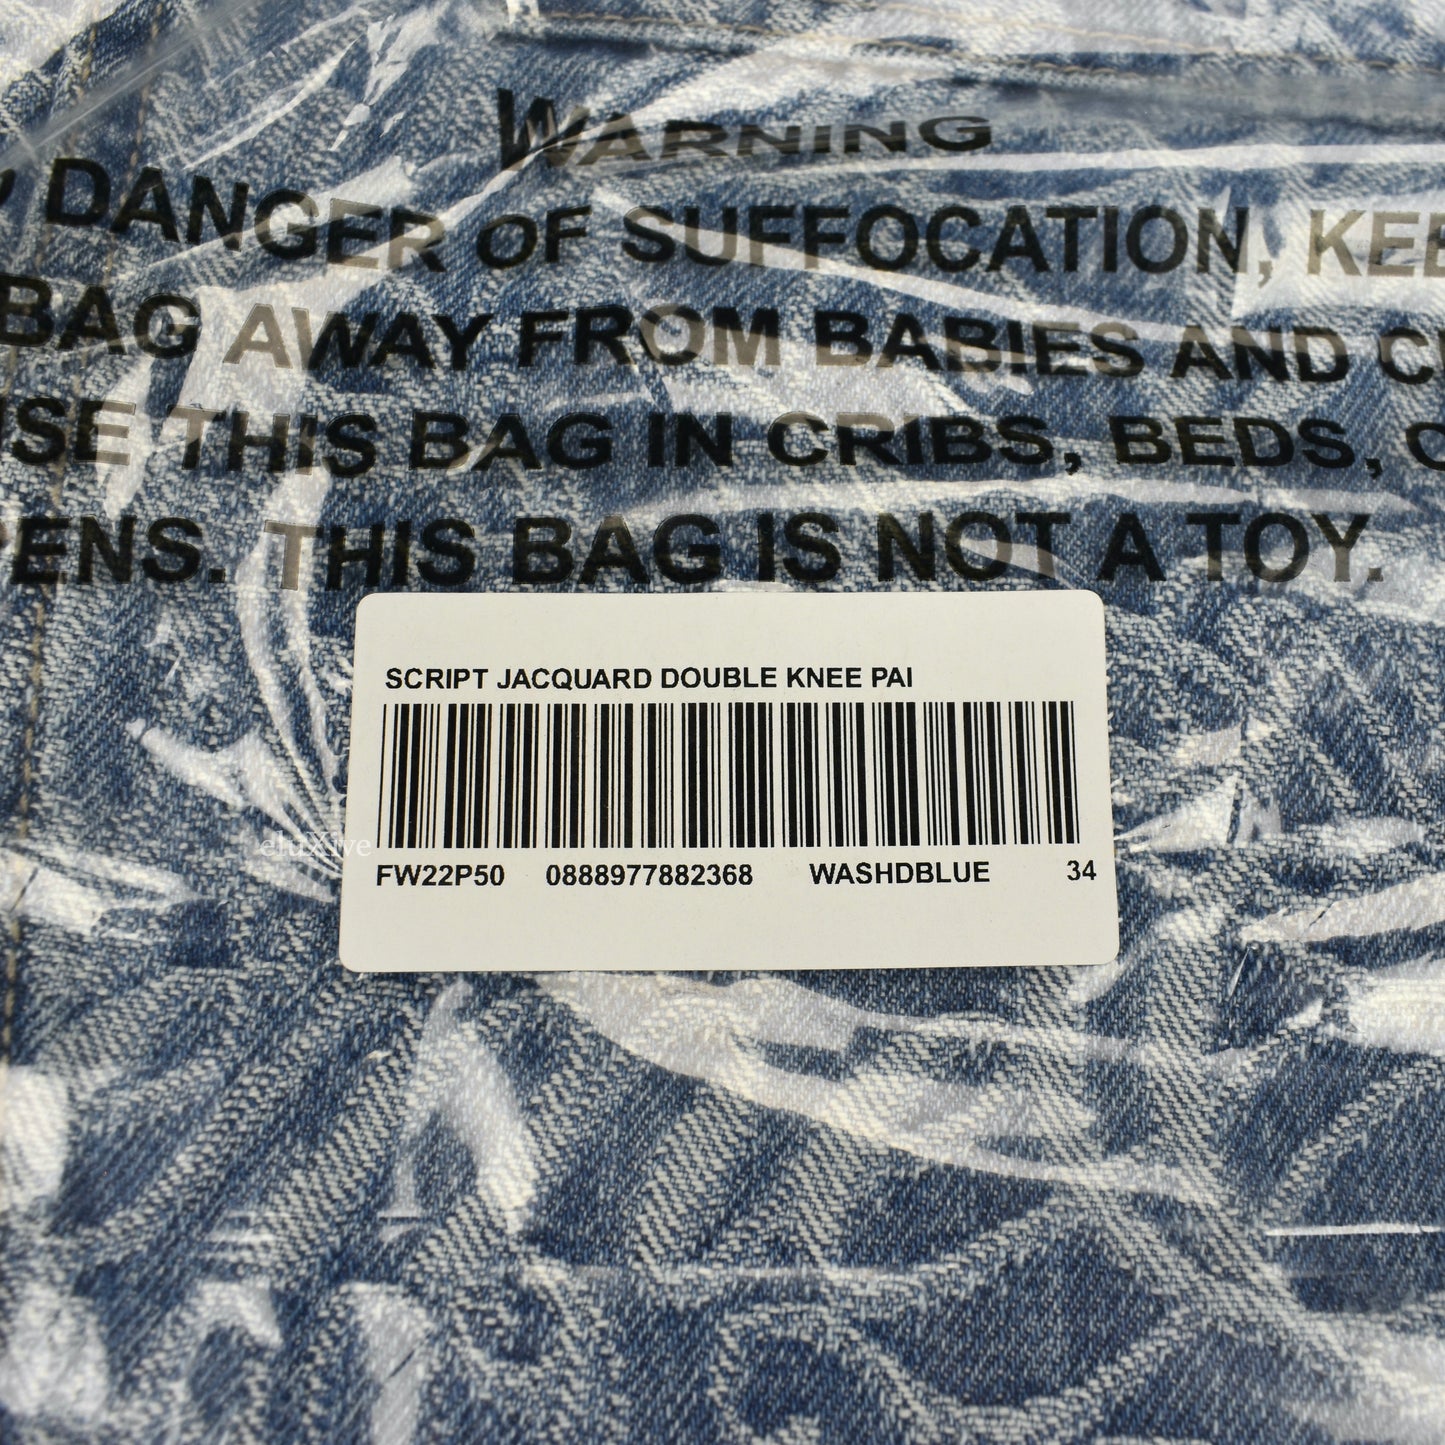 WARNING
DANGER OF SUFFOCATION, KEE
BAG AWAY FROM BABIES AND C
SE THIS BAG IN CRIBS, BEDS,
PENS. THIS BAG IS NOT A TOY.
SCRIPT JACQUARD DOUBLE KNEE PAI
FW22P50 0888977882368 WASHDBLUE 34
eluXive